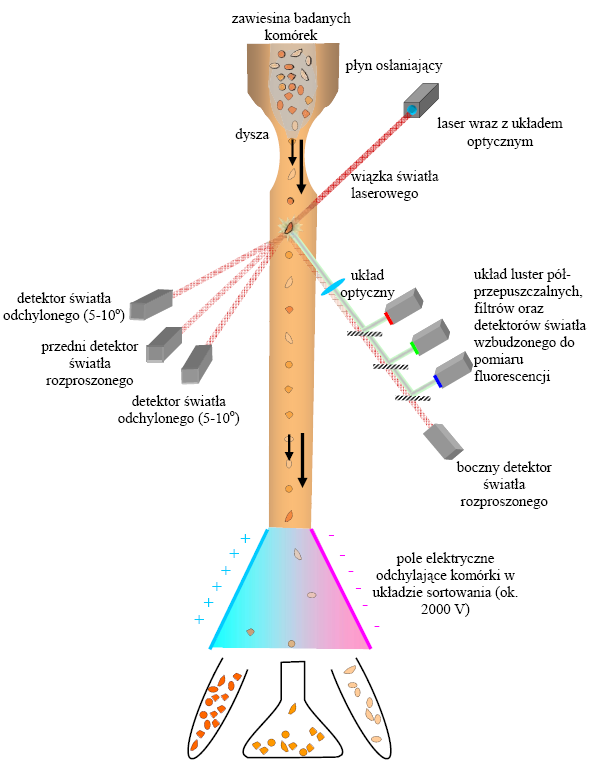 zawiesina badanych
komórek
płyn osłaniający
dysza
laser wraz z układem
optycznym
wiązka światła
laserowego
układ
optyczny
układ luster pół-
przepuszczalnych,
filtrów oraz
detektorów światła
wzbudzonego do
pomiaru
fluorescencji
detektor światła
odchylonego (5-10°)
przedni detektor
światła
rozproszonego
detektor światła
odchylonego (5-10°)
boczny detektor
światła
rozproszonego
+ + + + + +
- - - - - -
pole elektryczne
odchylające komórki w
układzie sortowania (ok.
2000 V)